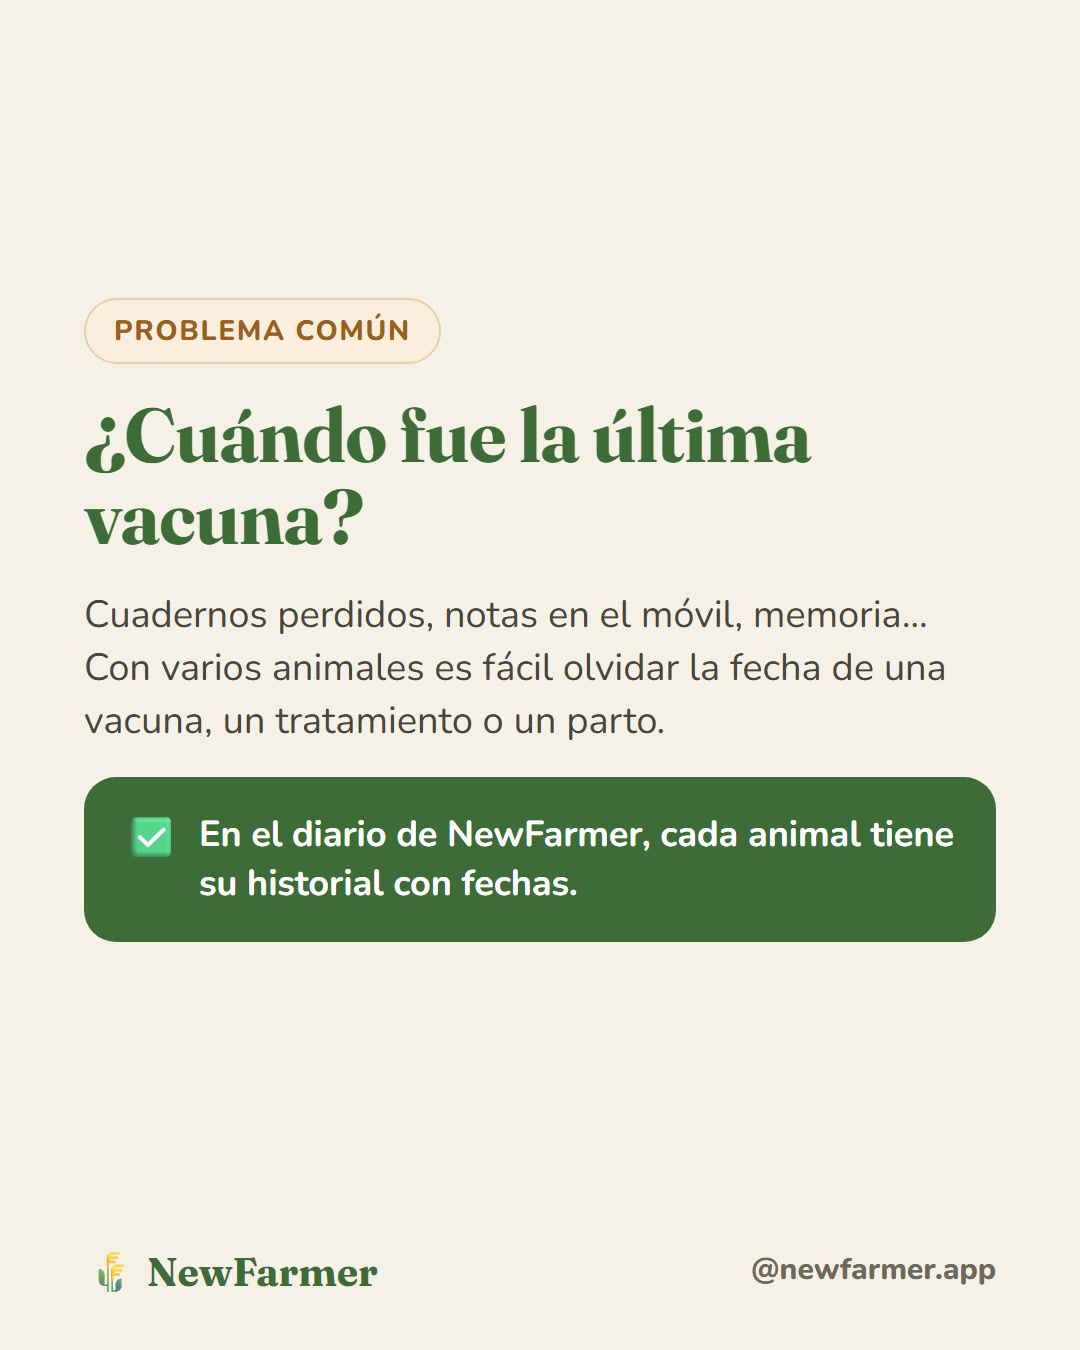 PROBLEMA COMÚN
¿Cuándo fue la última
vacuna?
Cuadernos perdidos, notas en el móvil, memoria...
Con varios animales es fácil olvidar la fecha de una
vacuna, un tratamiento o un parto.
✅ En el diario de NewFarmer, cada animal tiene
su historial con fechas.
NewFarmer
@newfarmer.app